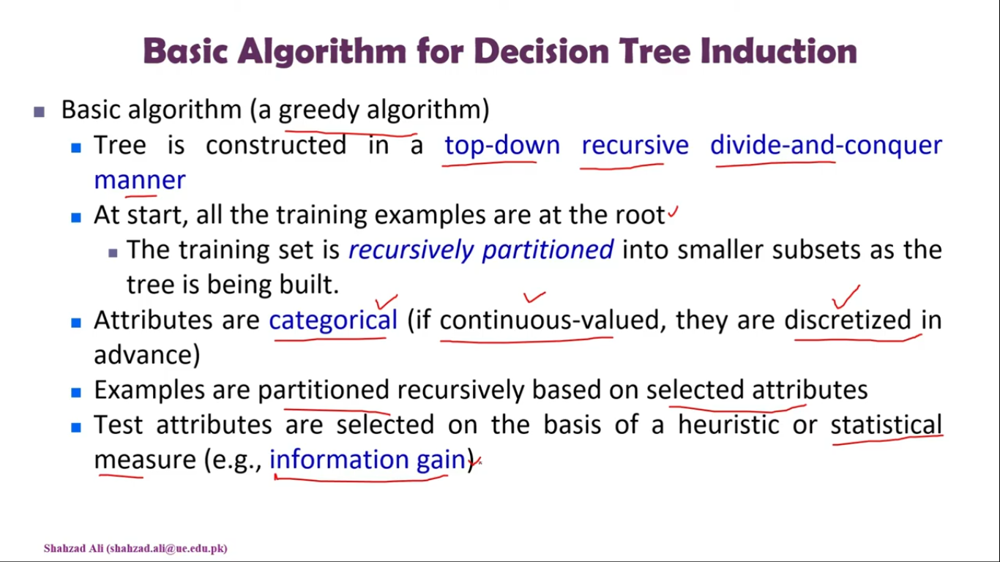 Basic Algorithm for Decision Tree Induction
Basic algorithm (a greedy algorithm)
Tree is constructed in a top-down recursive divide-and-conquer
manner
At start, all the training examples are at the root
The training set is recursively partitioned into smaller subsets as the
tree is being built.
Attributes are categorical (if continuous-valued, they are discretized in
advance)
Examples are partitioned recursively based on selected attributes
Test attributes are selected on the basis of a heuristic or statistical
measure (e.g., information gain)
Shahzad Ali (shahzad.ali@ue.edu.pk)